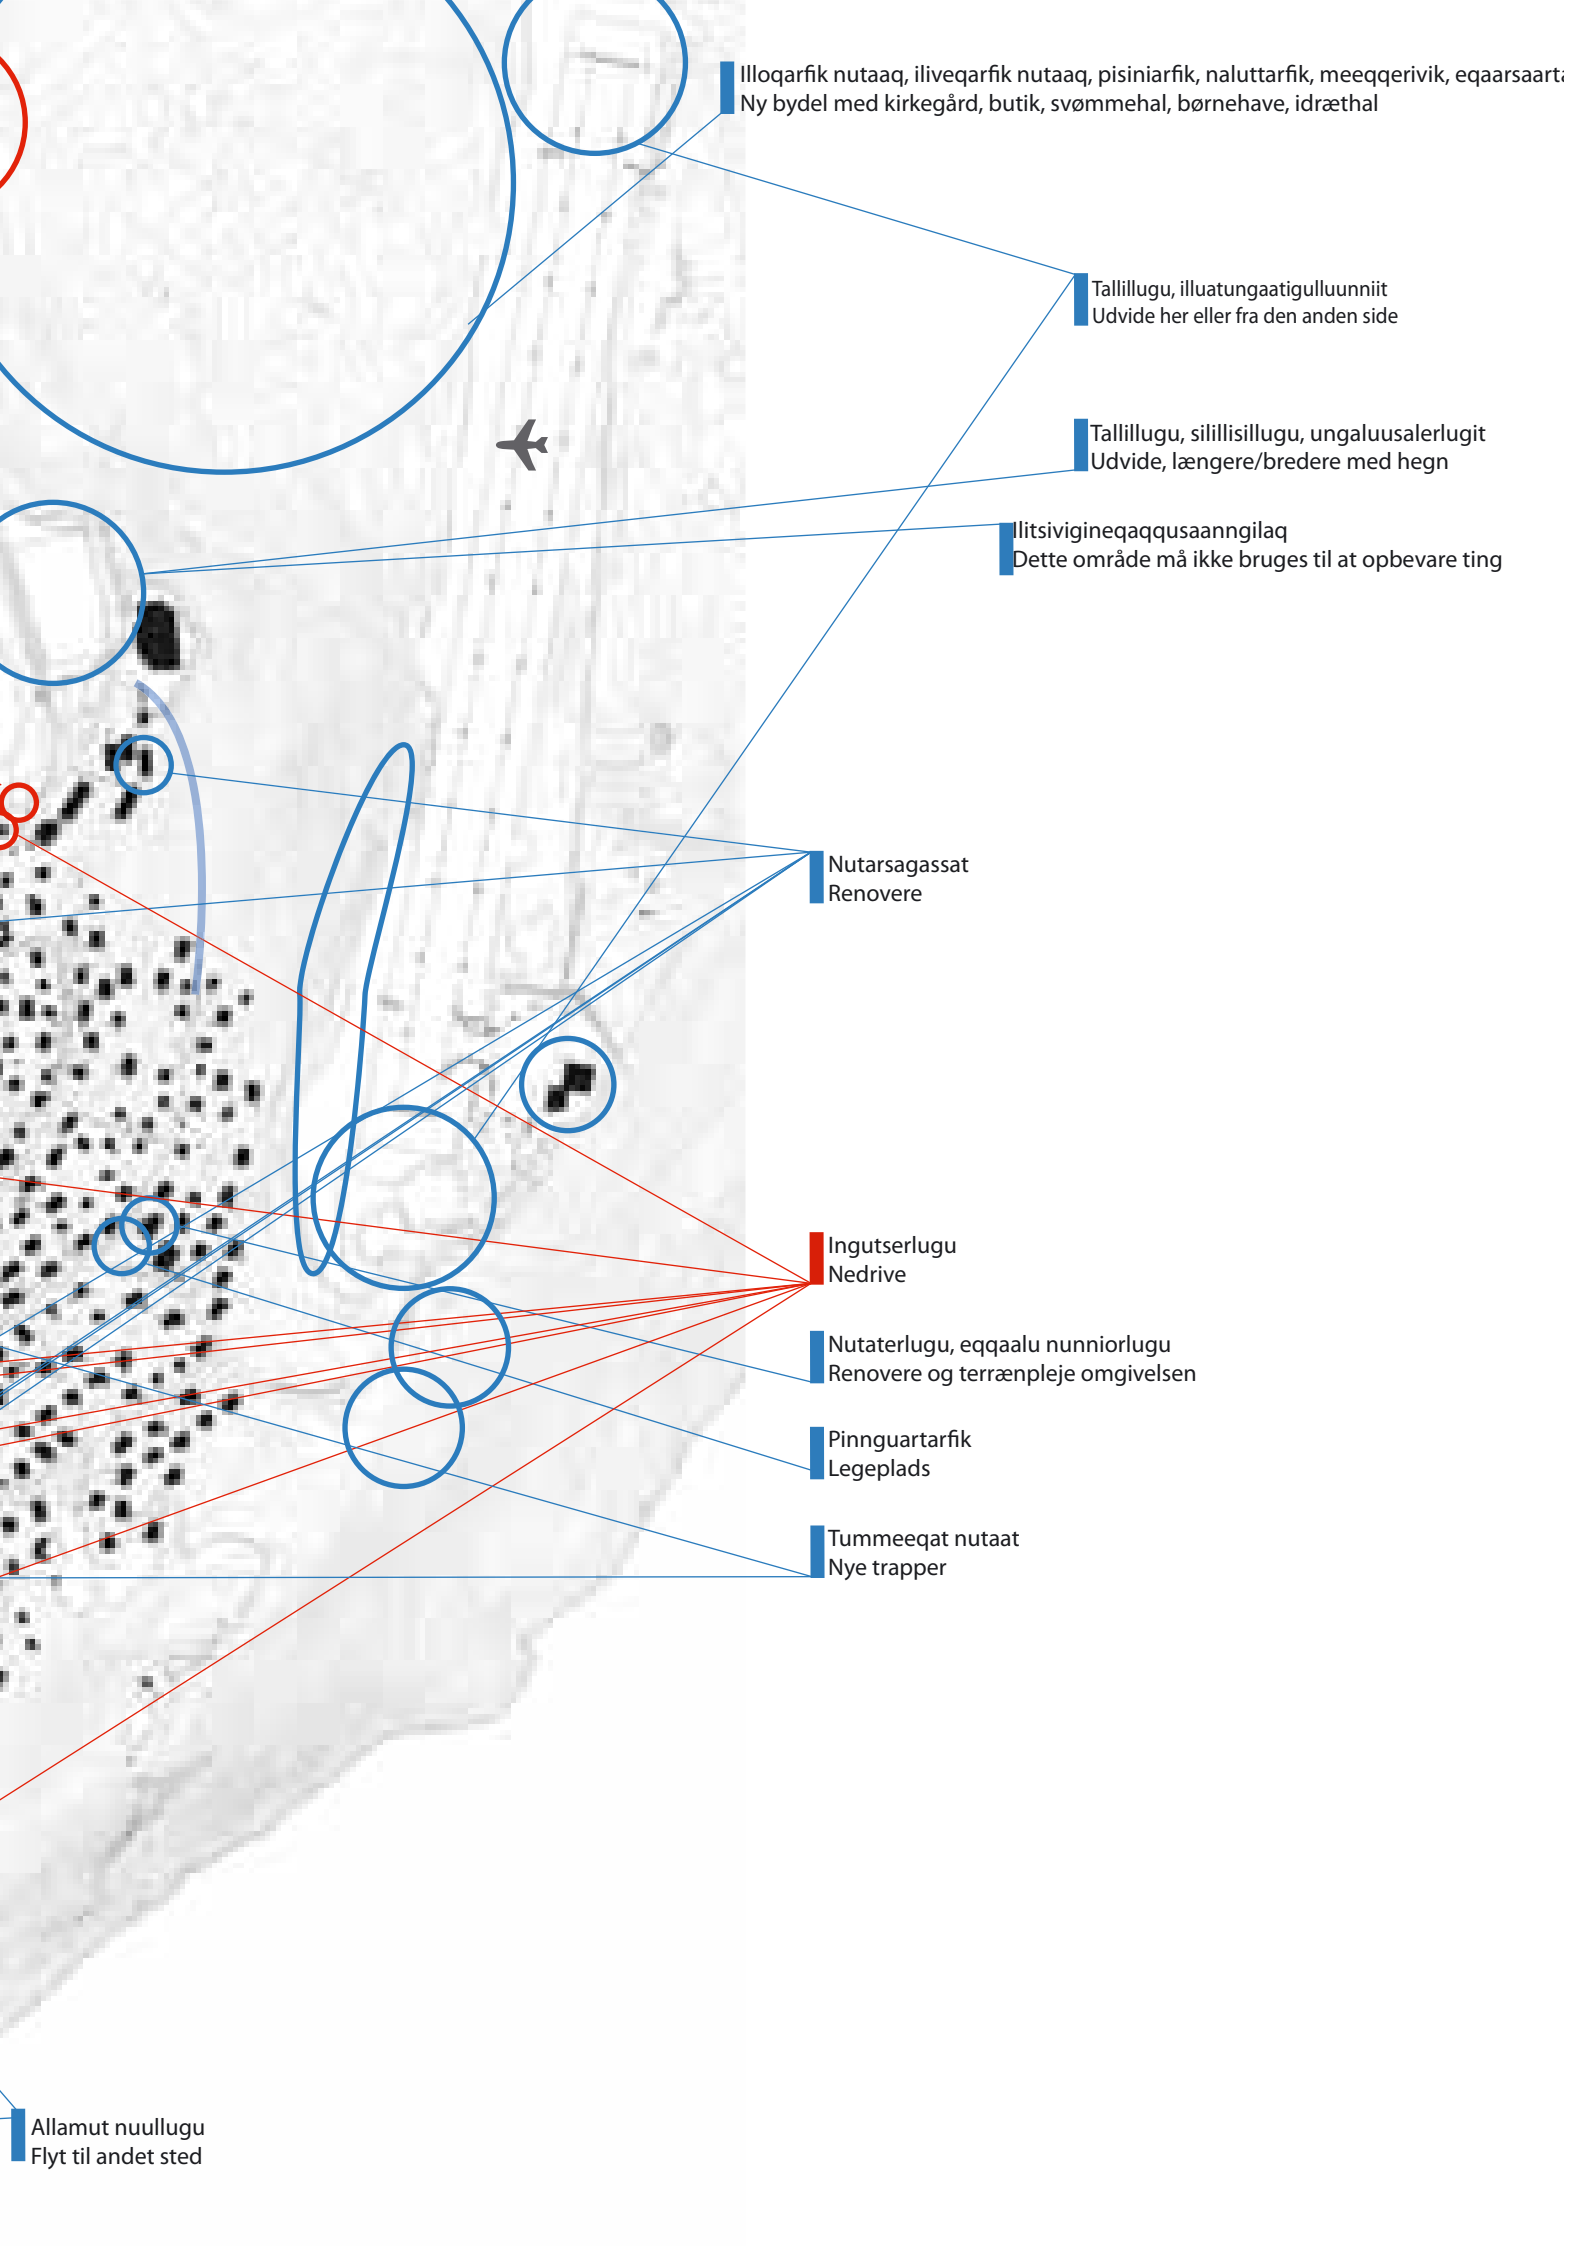 Illoqarfik nutaaq, iliveqarfik nutaaq, pisiniarfik, naluttarfik, meeqqerivik,
Ny bydel med kirkegård, butik, svømmehal, børnehave, idræthal
Tallillugu, illuatungaatigulluunniit
Udvide her eller fra den anden side
Tallillugu, silillisillugu, ungaluusalerlugit
Udvide, længere/bredere med hegn
Ilitsivigineqaqqusaanngilaq
Dette område må ikke bruges til at opbevare ting
Nutarsagassat
Renovere
Ingutserlugu
Nedrive
Nutaterlugu, eqqaalu nunniorlugu
Renovere og terrænpleje omgivelsen
Pinnguartarfik
Legeplads
Tummeeqat nutaat
Nye trapper
Allamut nuullugu
Flyt til andet sted